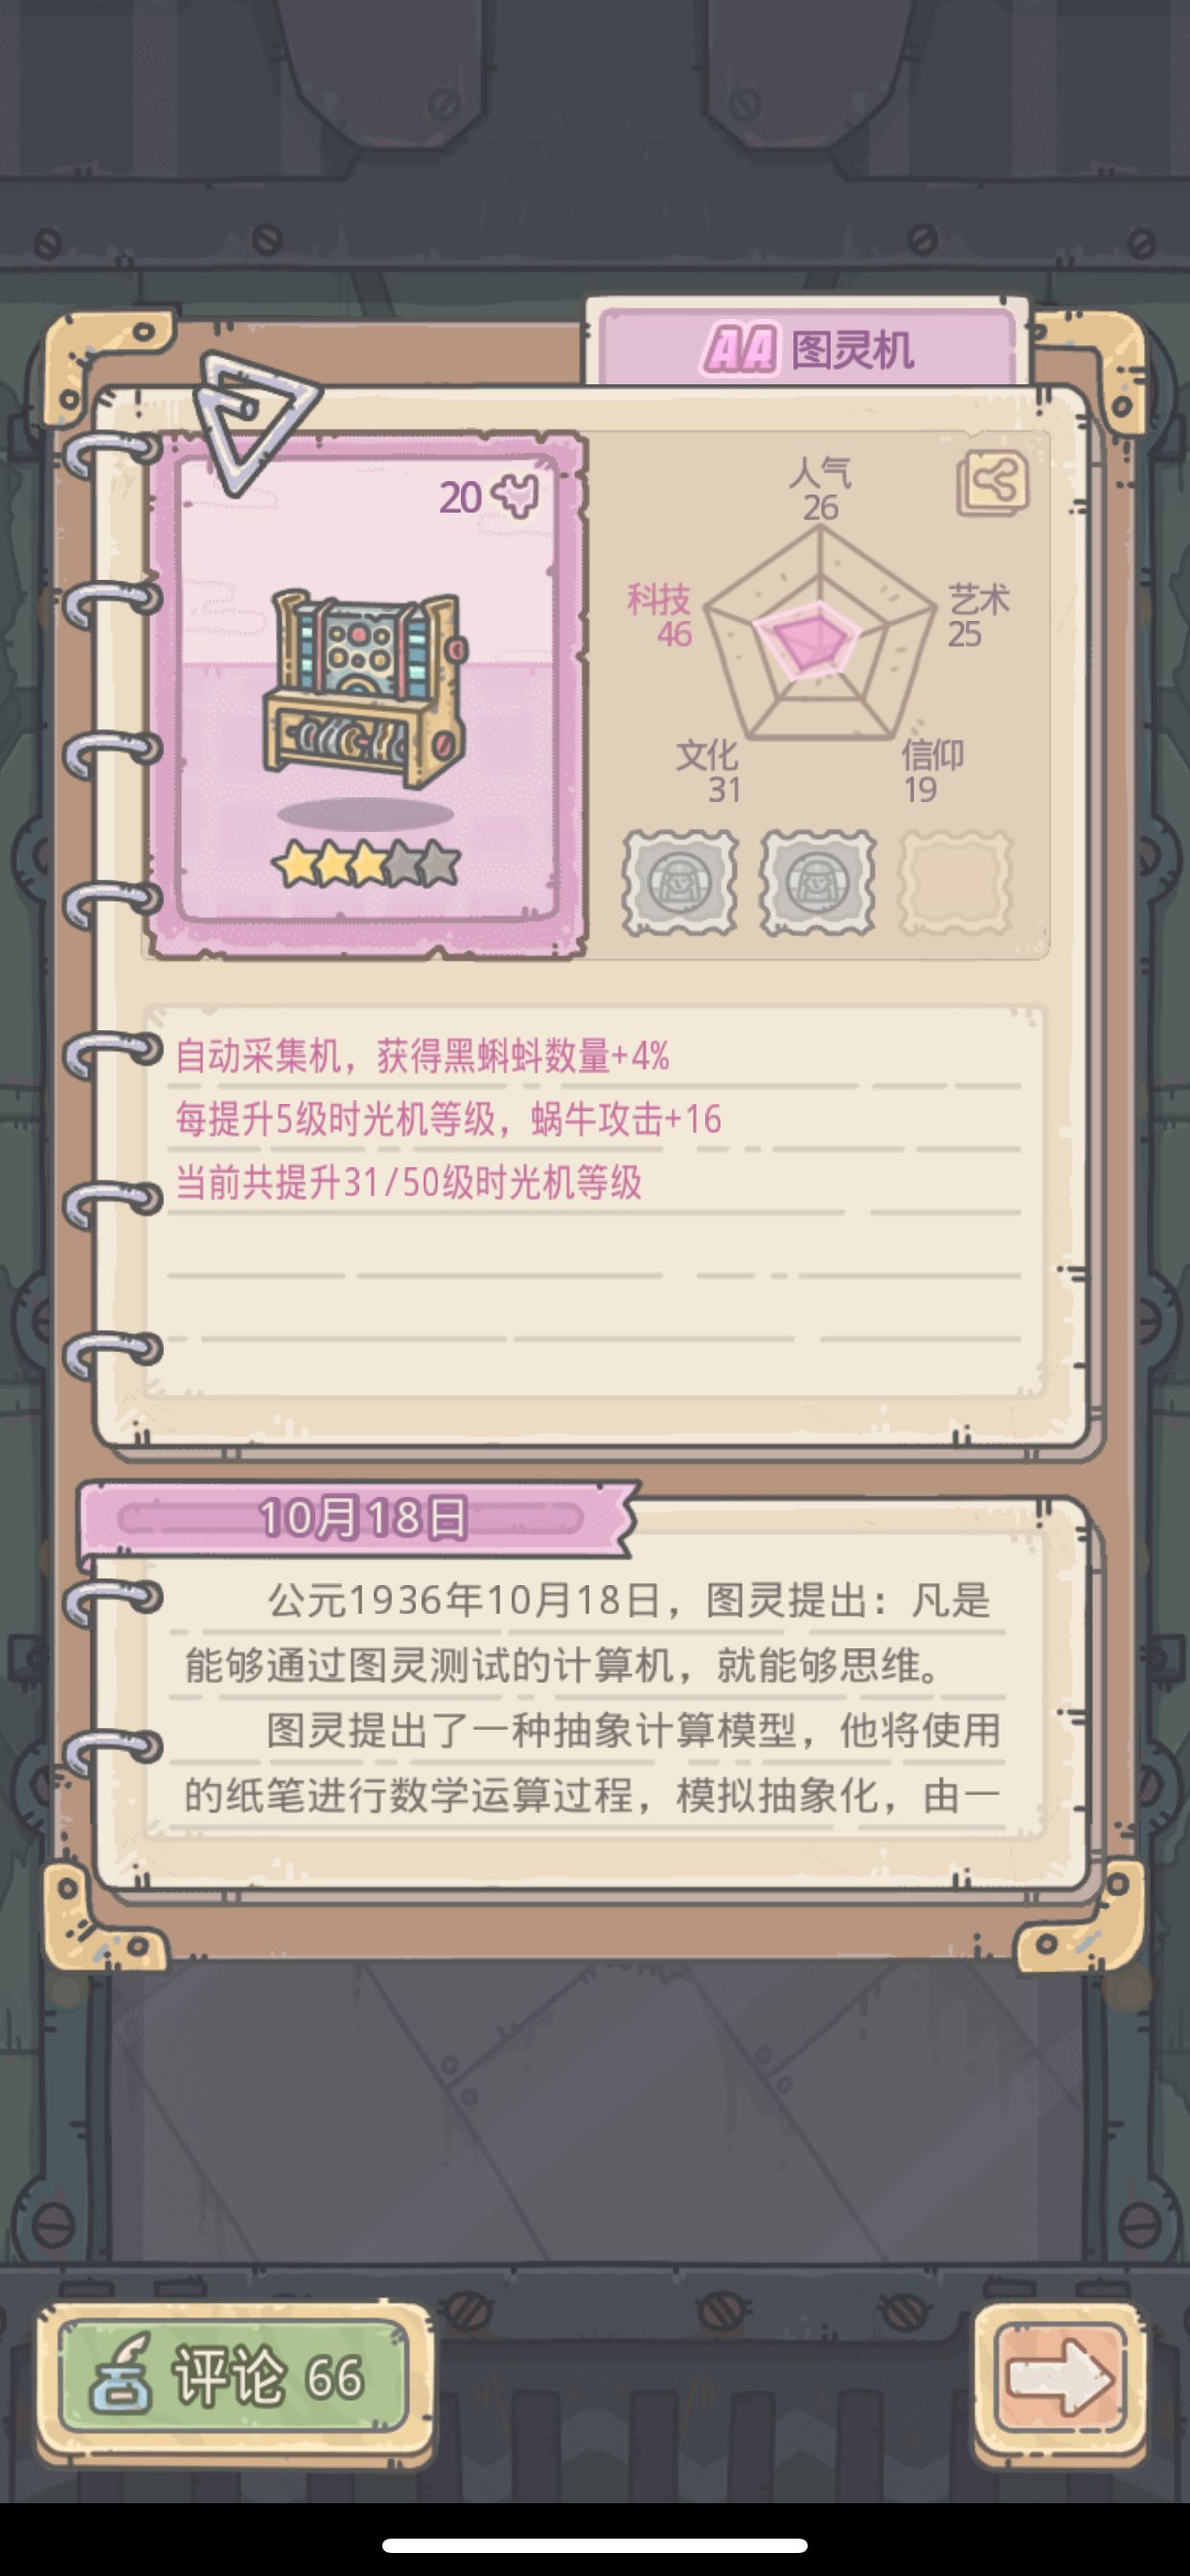 AA 图灵机
20
人气
26
科技
46
艺术
25
文化
31
信仰
19
自动采集机，获得黑蝌蚪数量+4%
每提升5级时光机等级，蜗牛攻击+16
当前共提升31/50级时光机等级
10月18日
公元1936年10月18日，图灵提出：凡是
能够通过图灵测试的计算机，就能够思维。
图灵提出了一种抽象计算模型，他将使用
的纸笔进行数学运算过程，模拟抽象化，由一
评论 66